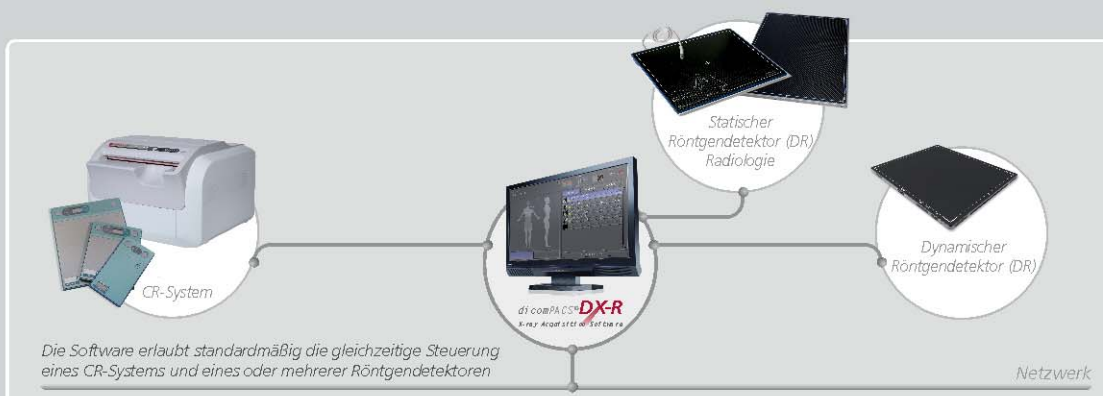 Statischer
Röntgendetektor (DR)
Radiologie
Dynamischer
Röntgendetektor (DR)
CR-System
dicomPACS®DX-R
X-ray Acquisition Software
Die Software erlaubt standardmäßig die gleichzeitige Steuerung
eines CR-Systems und eines oder mehrerer Röntgendetektoren
Netzwerk